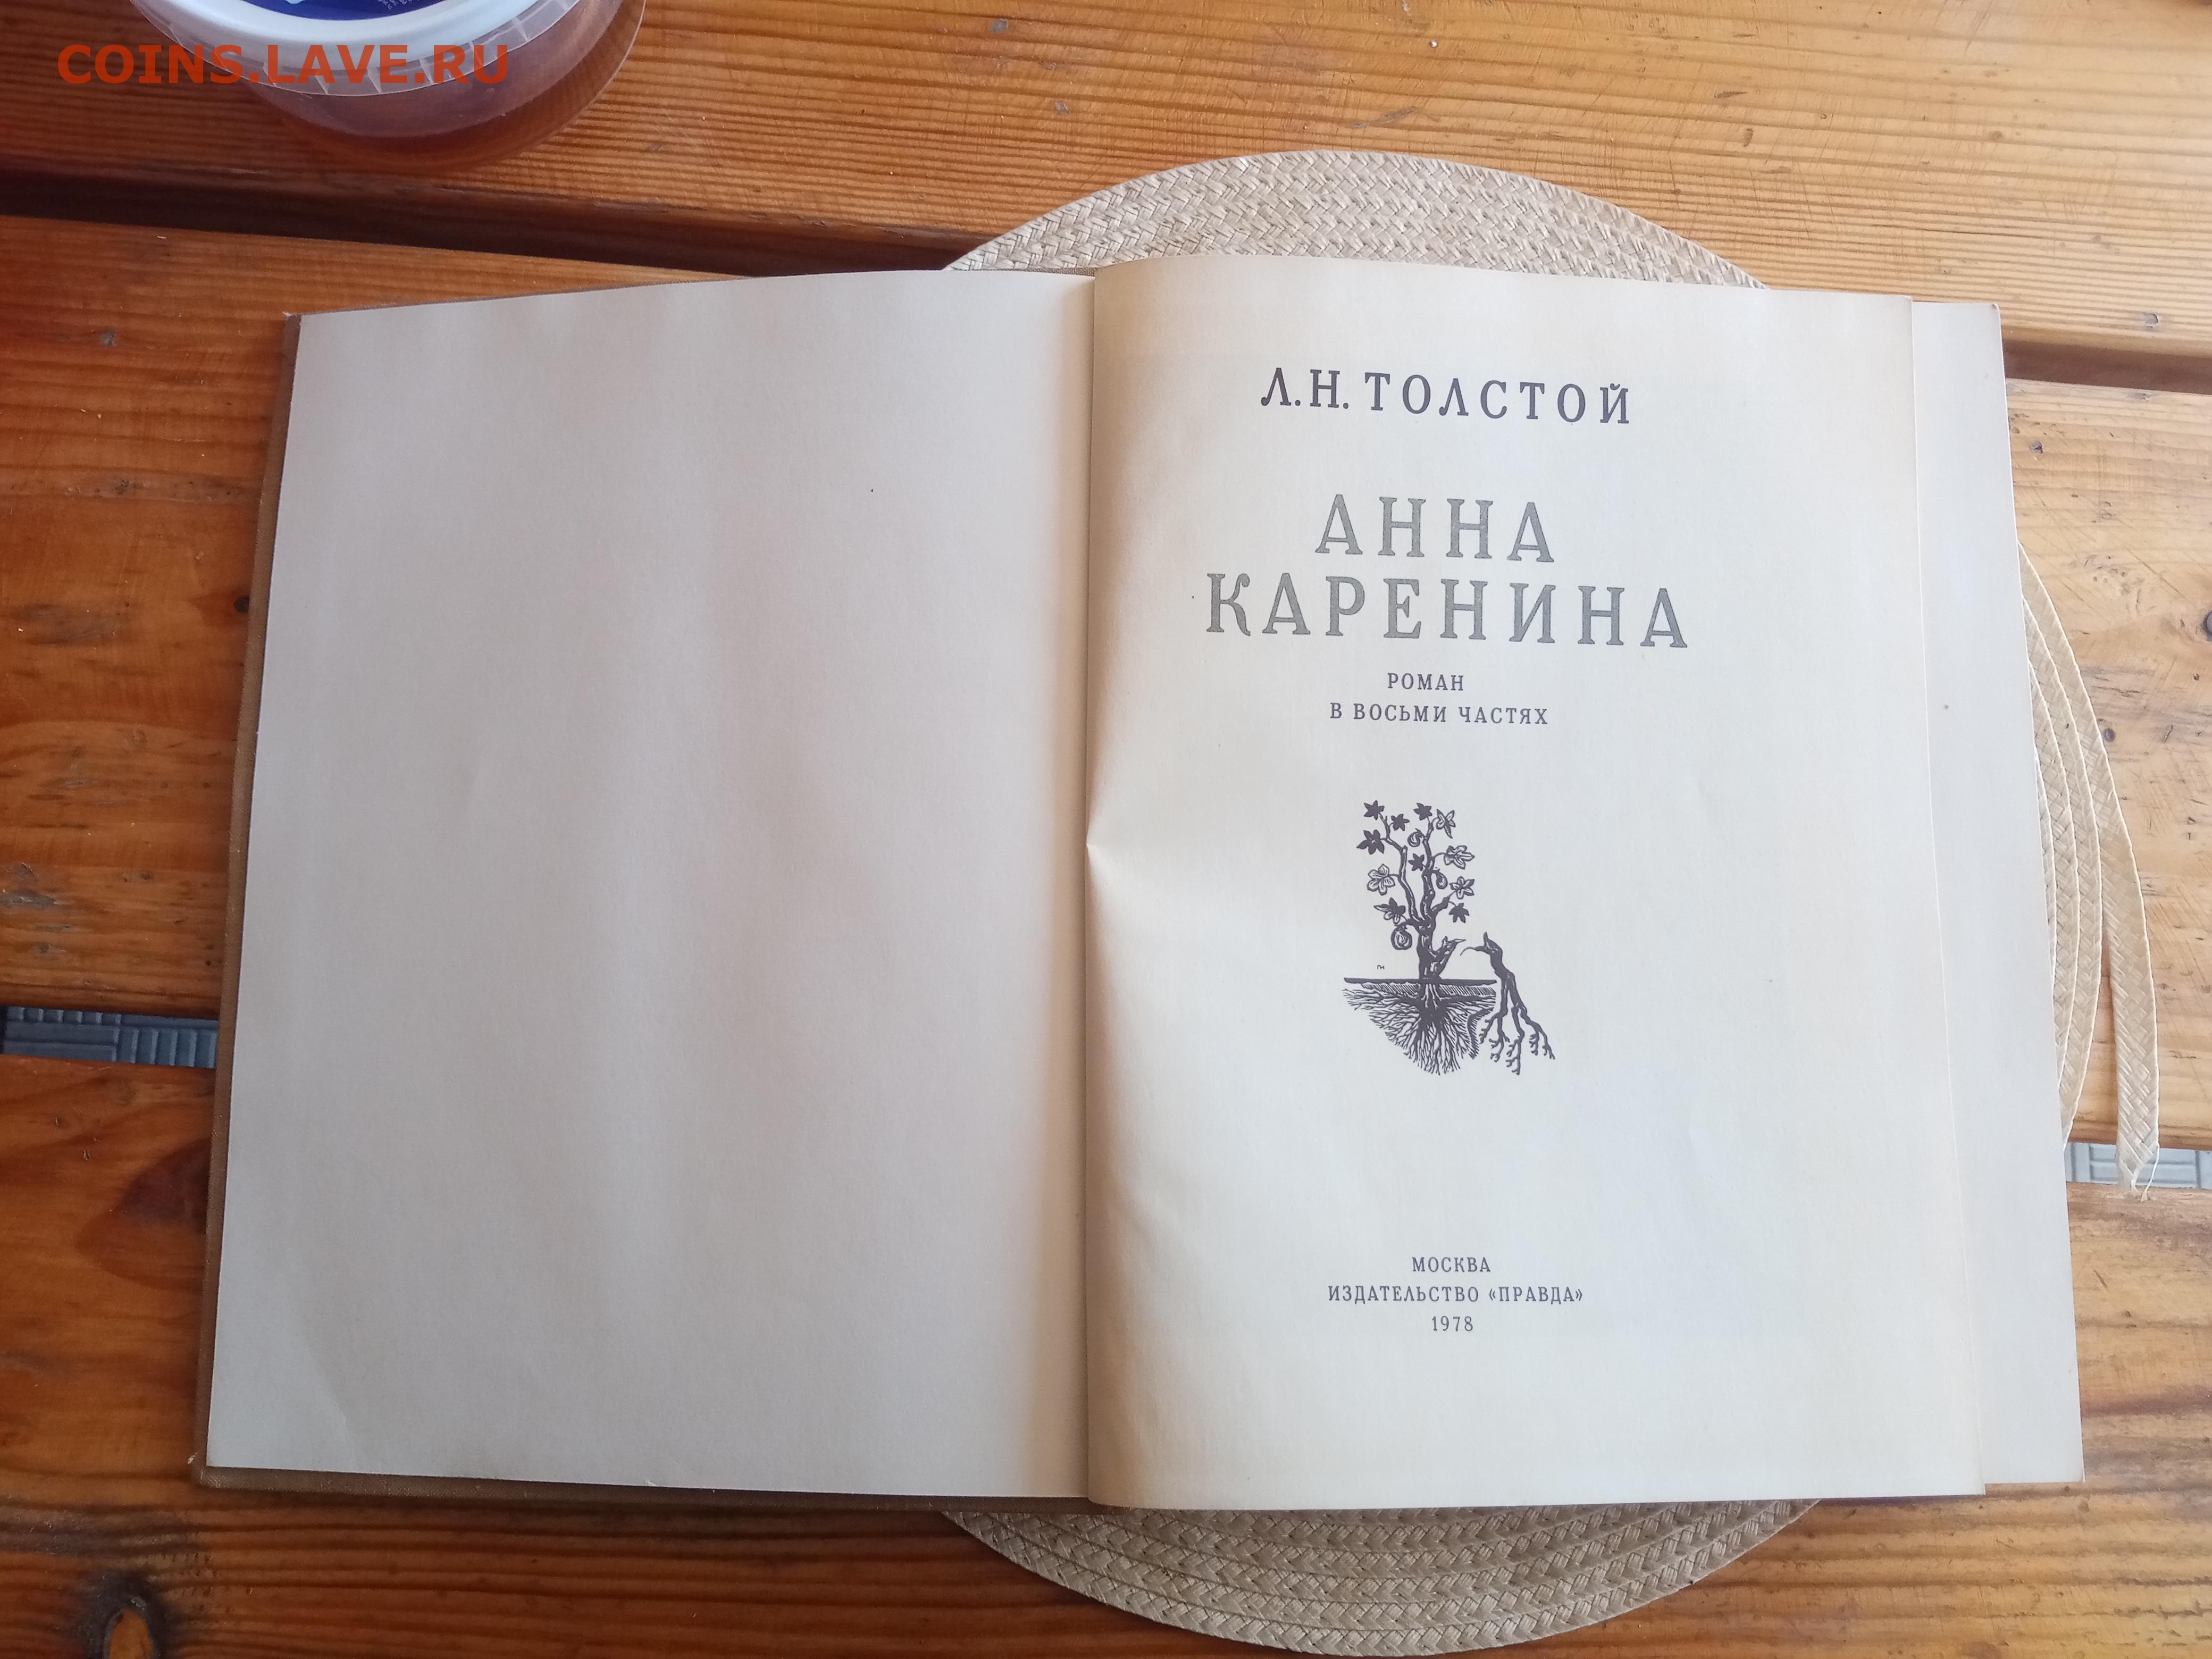 COINS.LAVE.RU
Л.Н.ТОЛСТОЙ
АННА
КАРЕНИНА
РОМАН
В ВОСЬМИ ЧАСТЯХ
МОСКВА
ИЗДАТЕЛЬСТВО «ПРАВДА»
1978